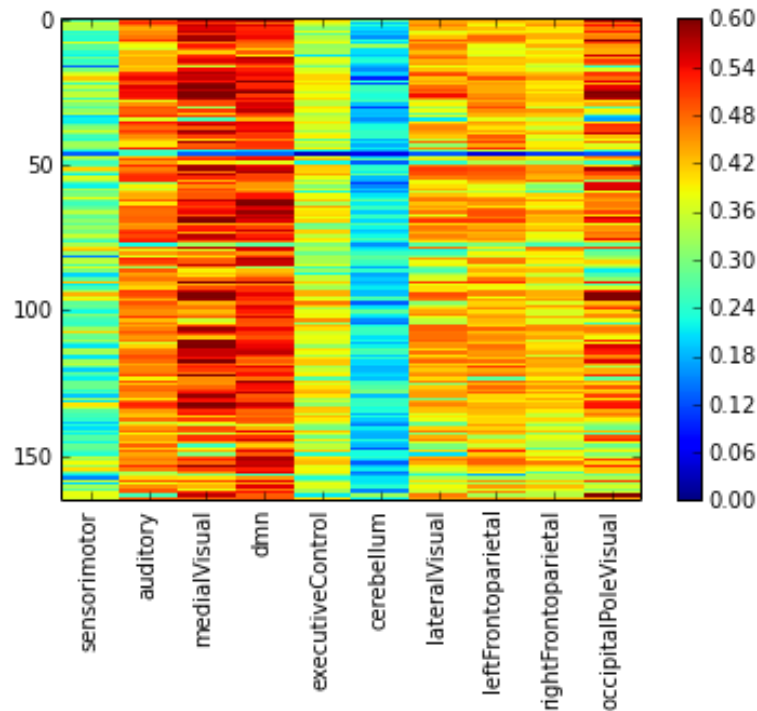 0
50
100
150
sensorimotor
auditory
medialVisual
dmn
executiveControl
cerebellum
lateralVisual
leftFrontoparietal
rightFrontoparietal
occipitalPoleVisual
0.60
0.54
0.48
0.42
0.36
0.30
0.24
0.18
0.12
0.06
0.00